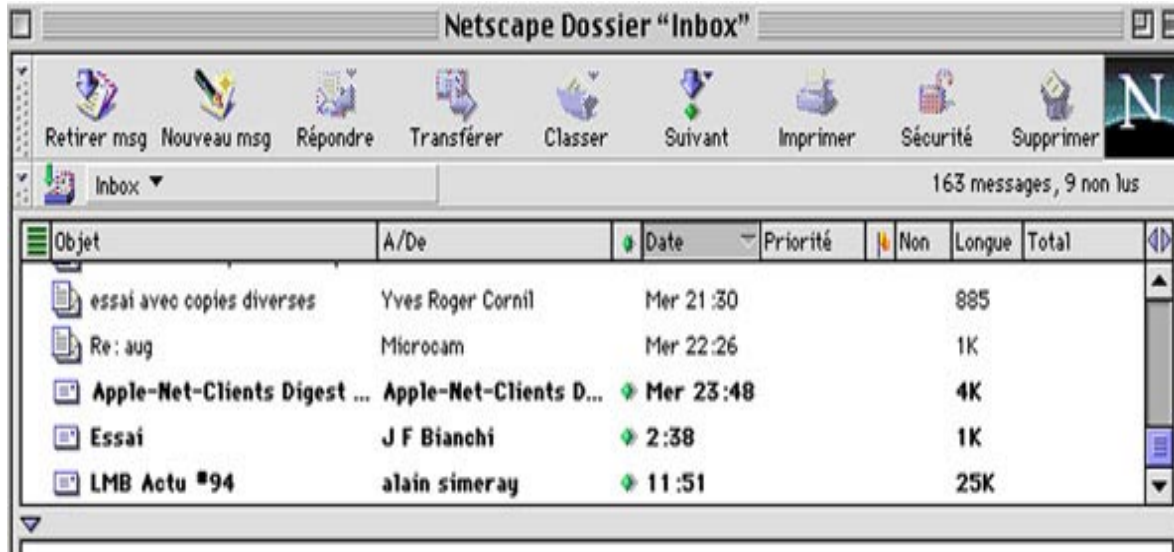 Netscape Dossier “Inbox”
Retirer msg Nouveau msg Répondre Transférer Classer Suivant Imprimer Sécurité Supprimer N
Inbox 163 messages, 9 non lus
Objet A/De Date Priorité Non Longue Total
essai avec copies diverses Yves Roger Cornil Mer 21:30 885
Re: aug Microcam Mer 22:26 1K
Apple-Net-Clients Digest ... Apple-Net-Clients D... Mer 23:48 4K
Essai J F Bianchi 2:38 1K
LMB Actu #94 alain simeray 11:51 25K